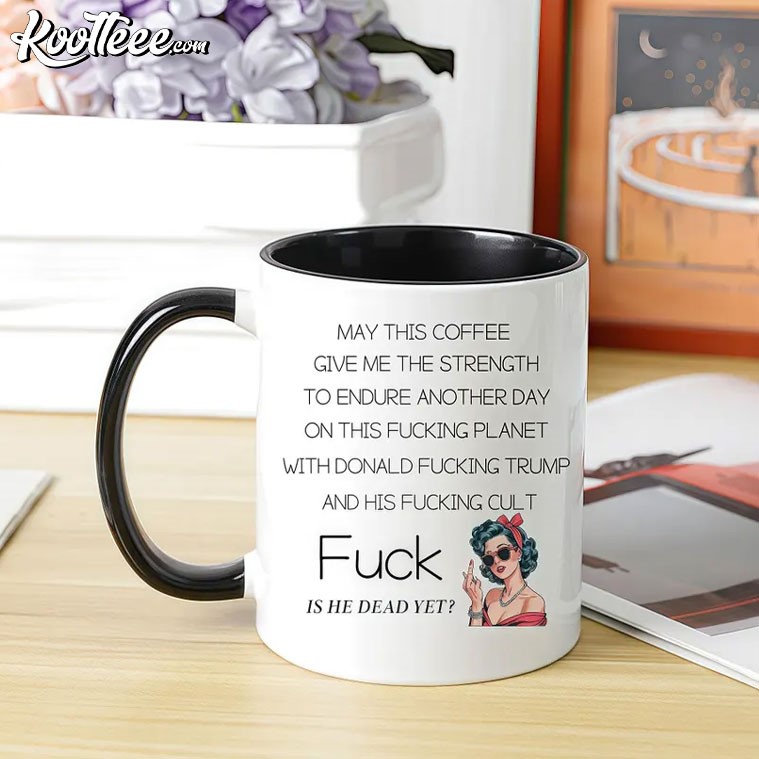 Koolteee.com
MAY THIS COFFEE
GIVE ME THE STRENGTH
TO ENDURE ANOTHER DAY
ON THIS FUCKING PLANET
WITH DONALD FUCKING TRUMP
AND HIS FUCKING CULT
Fuck
IS HE DEAD YET?